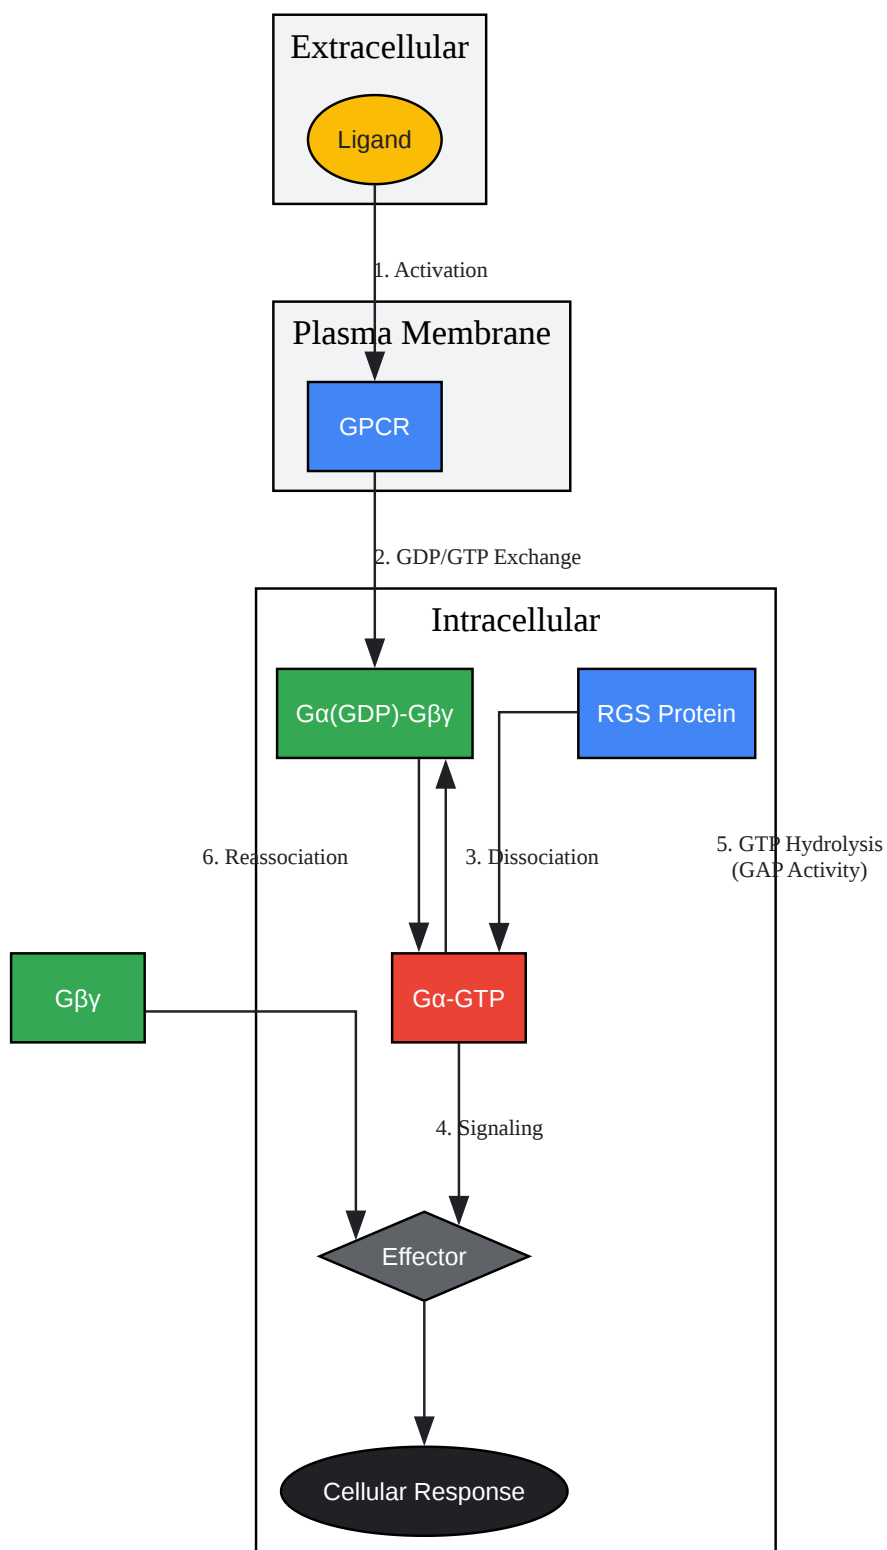 Extracellular
Ligand
1. Activation
Plasma Membrane
GPCR
2. GDP/GTP Exchange
Intracellular
Gα(GDP)-Gβγ
RGS Protein
6. Reassociation
3. Dissociation
5. GTP Hydrolysis
(GAP Activity)
Gβγ
Gα-GTP
4. Signaling
Effector
Cellular Response